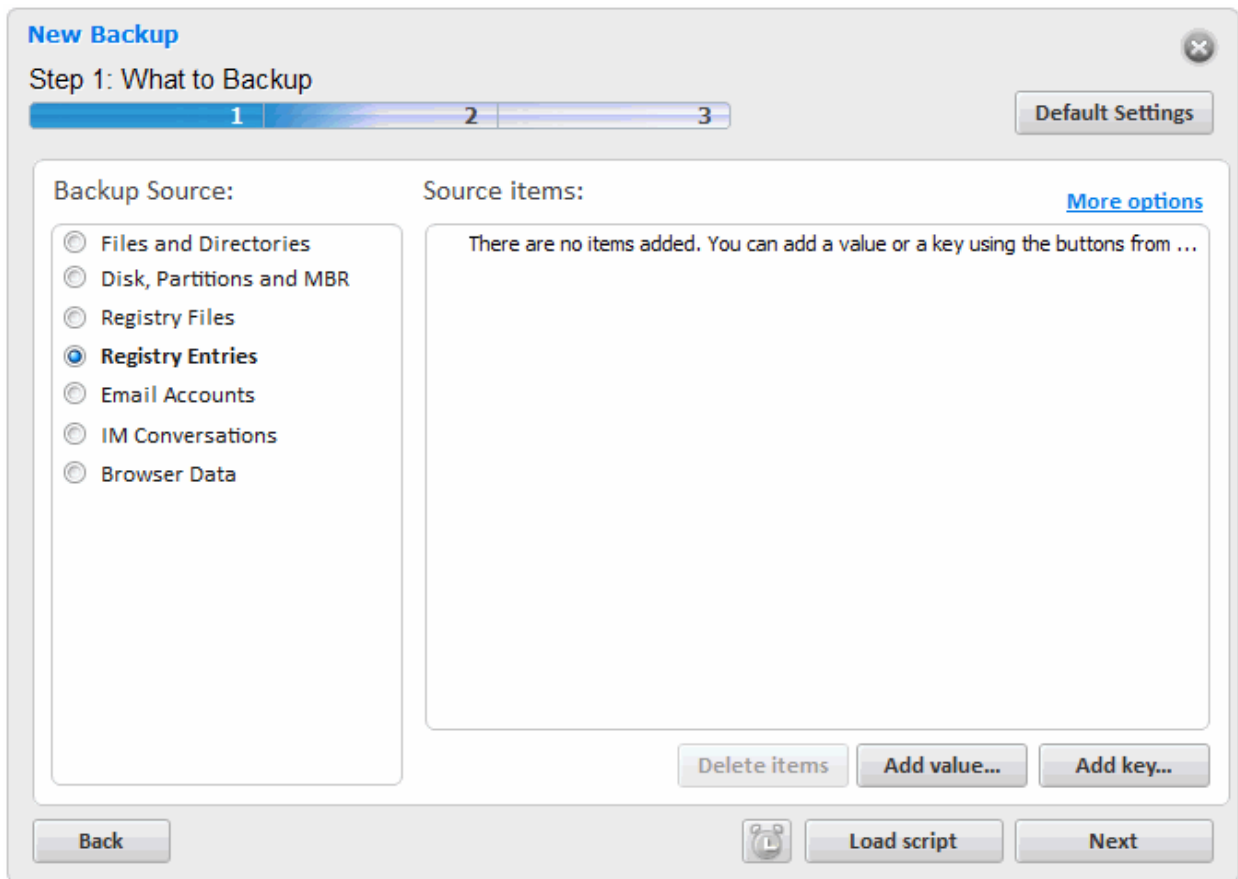 New Backup
Step 1: What to Backup
1 2 3
Default Settings
Backup Source:
Source items:
More options
Files and Directories
Disk, Partitions and MBR
Registry Files
Registry Entries
Email Accounts
IM Conversations
Browser Data
There are no items added. You can add a value or a key using the buttons from ...
Delete items
Add value...
Add key...
Back
Load script
Next